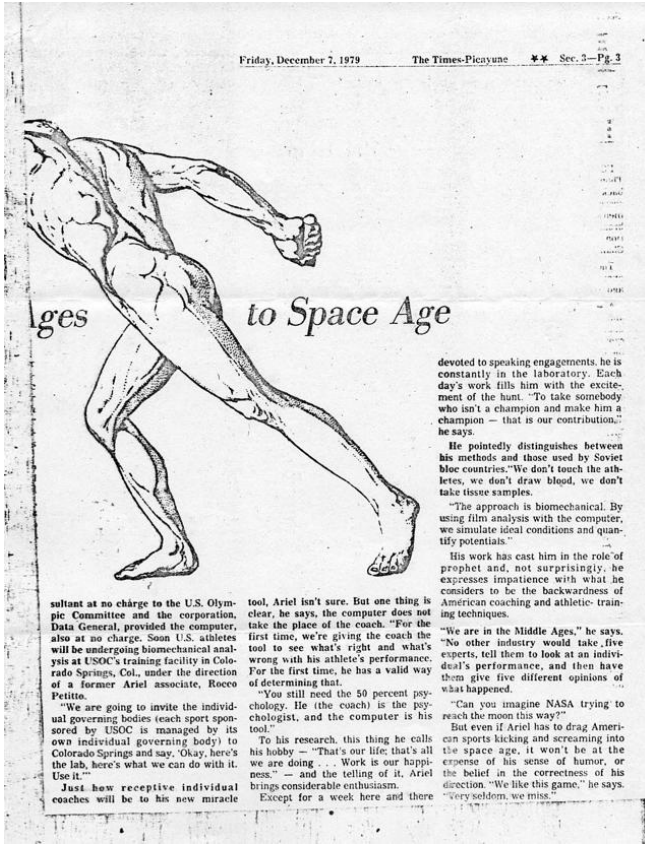 Friday, December 7, 1979 The Times-Picayune ★★ Sec. 3—Pg. 3
ges to Space Age
sultant at no charge to the U.S. Olym-
pic Committee and the corporation,
Data General, provided the computer,
also at no charge. Soon U.S. athletes
will be undergoing biomechanical anal-
ysis at USOC's training facility in Colo-
rado Springs, Col., under the direction
of a former Ariel associate, Rocco
Petitto.
"We are going to invite the individ-
ual governing bodies (each sport spon-
sored by USOC is managed by its
own individual governing body) to
Colorado Springs and say, 'Okay, here's
the lab, here's what we can do with it.
Use it.'"
Just how receptive individual
coaches will be to his new miracle
tool, Ariel isn't sure. But one thing is
clear, he says, the computer does not
take the place of the coach. "For the
first time, we're giving the coach the
tool to see what's right and what's
wrong with his athlete's performance.
For the first time, he has a valid way
of determining that.
"You still need the 50 percent psy-
chology. He (the coach) is the psy-
chologist, and the computer is his
tool."
To his research, this thing he calls
his hobby — "That's our life; that's all
we are doing . . . Work is our happi-
ness." — and the telling of it, Ariel
brings considerable enthusiasm.
Except for a week here and there
devoted to speaking engagements, he is
constantly in the laboratory. Each
day's work fills him with the excite-
ment of the hunt. "To take somebody
who isn't a champion and make him a
champion — that is our contribution,"
he says.
He pointedly distinguishes between
his methods and those used by Soviet
bloc countries."We don't touch the ath-
letes, we don't draw blood, we don't
take tissue samples.
"The approach is biomechanical. By
using film analysis with the computer,
we simulate ideal conditions and quan-
tify potentials."
His work has cast him in the role of
prophet and, not surprisingly, he
expresses impatience with what he
considers to be the backwardness of
American coaching and athletic- train-
ing techniques.
"We are in the Middle Ages," he says.
"No other industry would take five
experts, tell them to look at an indivi-
deal's performance, and then have
them give five different opinions of
what happened.
"Can you imagine NASA trying to
reach the moon this way?"
But even if Ariel has to drag Ameri-
can sports kicking and screaming into
the space age, it won't be at the
expense of his sense of humor, or
the belief in the correctness of his
direction. "We like this game," he says.
"Very seldom, we miss."